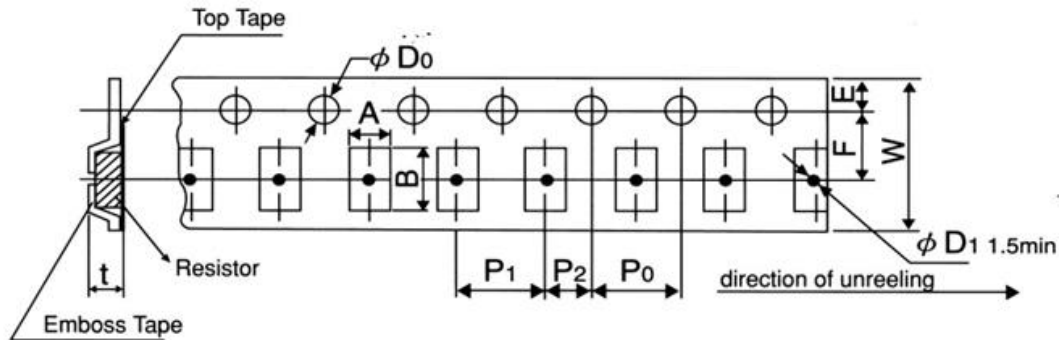 Top Tape
φ D0
A
B
E
F
W
φ D1 1.5min
P1
P2
P0
direction of unreeling
t
Resistor
Emboss Tape